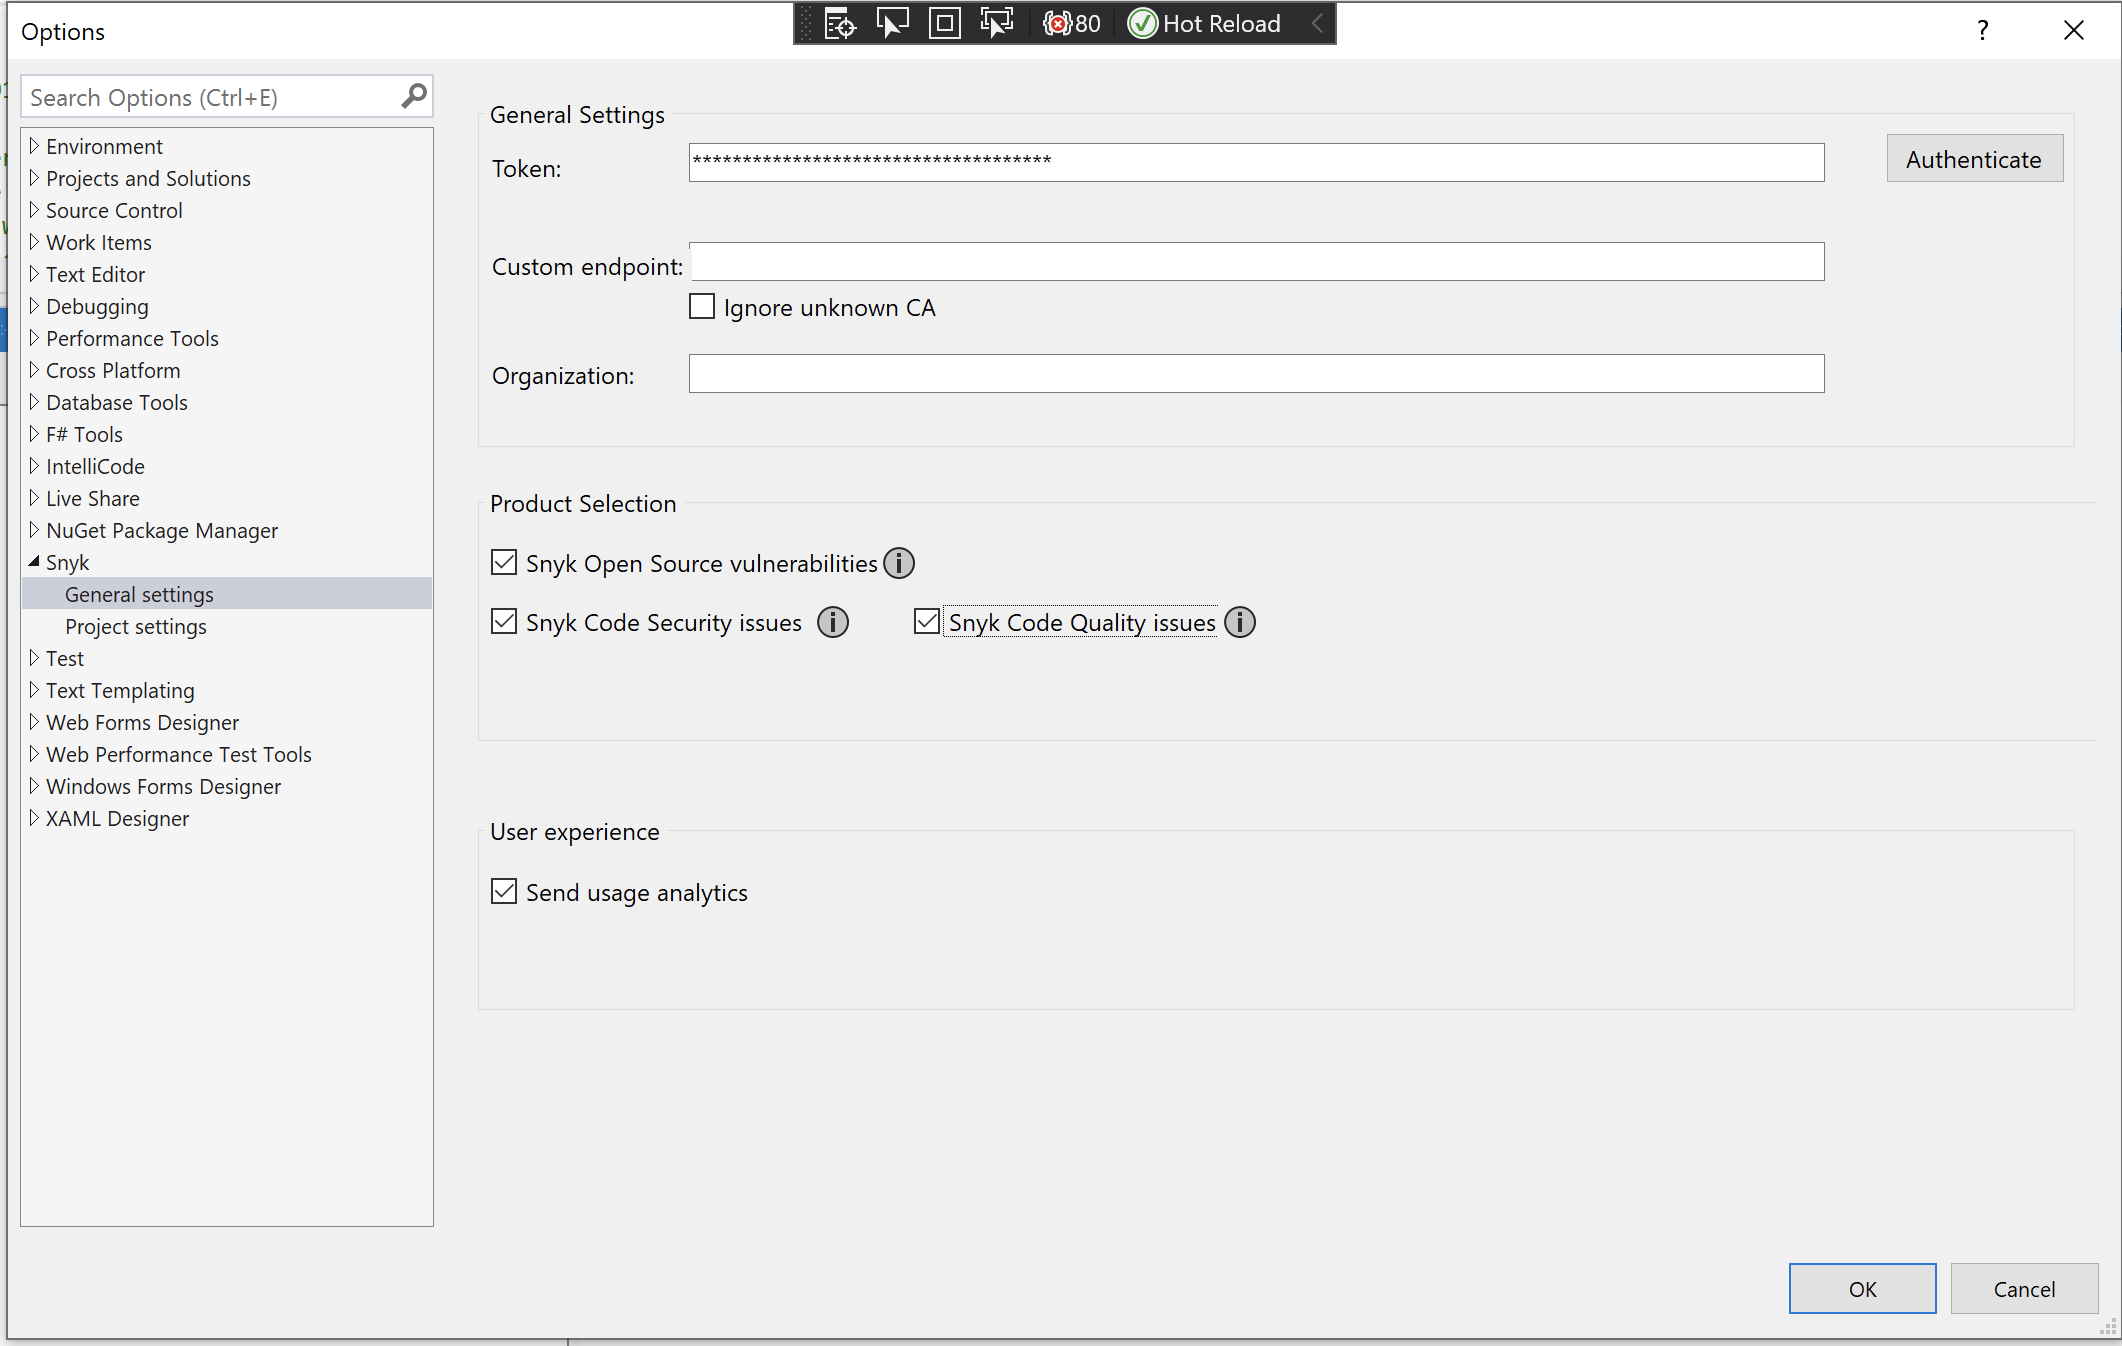 Options
80
Hot Reload
?
Search Options (Ctrl+E)
Environment
Projects and Solutions
Source Control
Work Items
Text Editor
Debugging
Performance Tools
Cross Platform
Database Tools
F# Tools
IntelliCode
Live Share
NuGet Package Manager
Snyk
General settings
Project settings
Test
Text Templating
Web Forms Designer
Web Performance Test Tools
Windows Forms Designer
XAML Designer
General Settings
Token:
************************************
Authenticate
Custom endpoint:
Ignore unknown CA
Organization:
Product Selection
Snyk Open Source vulnerabilities
Snyk Code Security issues
Snyk Code Quality issues
User experience
Send usage analytics
OK
Cancel